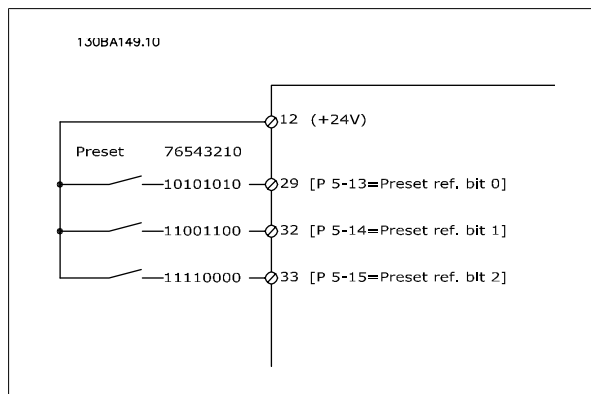 130BA149.10
12 (+24V)
Preset 76543210
10101010 29 [P 5-13=Preset ref. bit 0]
11001100 32 [P 5-14=Preset ref. bit 1]
11110000 33 [P 5-15=Preset ref. bit 2]